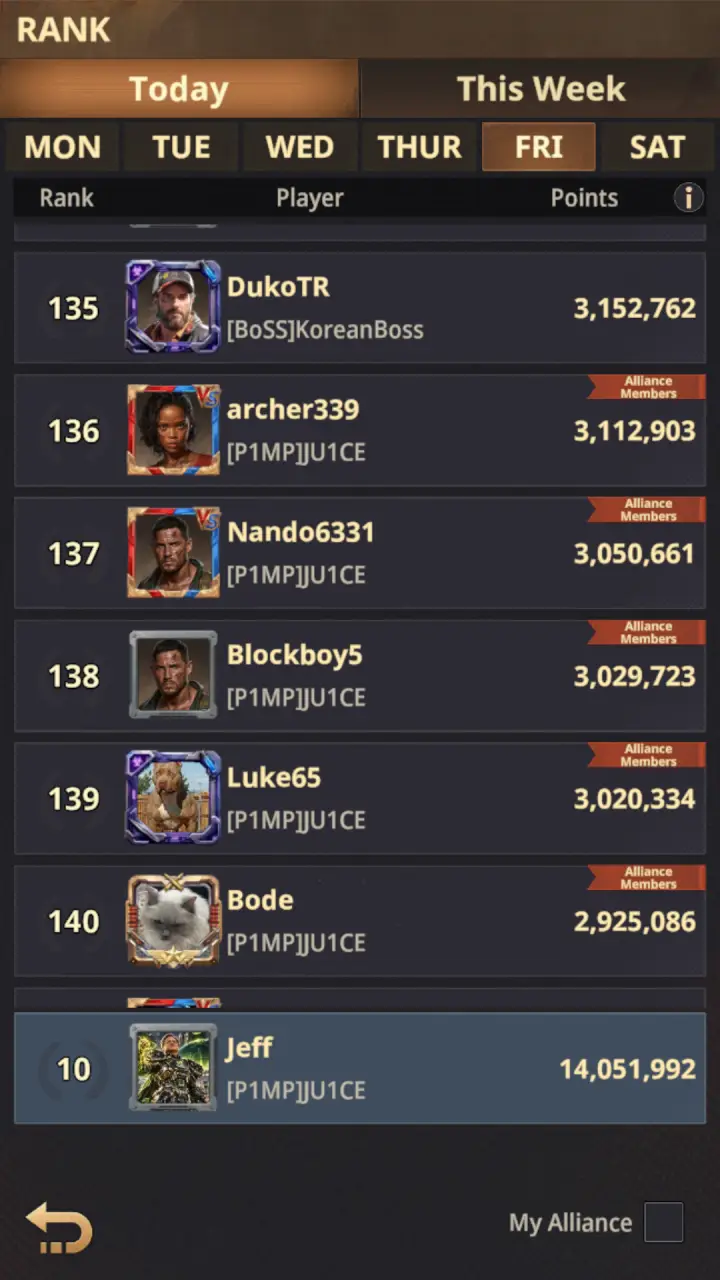 RANK
Today
This Week
MON
TUE
WED
THUR
FRI
SAT
Rank
Player
Points
135
DukoTR
[BoSS]KoreanBoss
3,152,762
Alliance
Members
136
archer339
[P1MP]JU1CE
3,112,903
Alliance
Members
137
Nando6331
[P1MP]JU1CE
3,050,661
Alliance
Members
138
Blockboy5
[P1MP]JU1CE
3,029,723
Alliance
Members
139
Luke65
[P1MP]JU1CE
3,020,334
Alliance
Members
140
Bode
[P1MP]JU1CE
2,925,086
10
Jeff
[P1MP]JU1CE
14,051,992
My Alliance